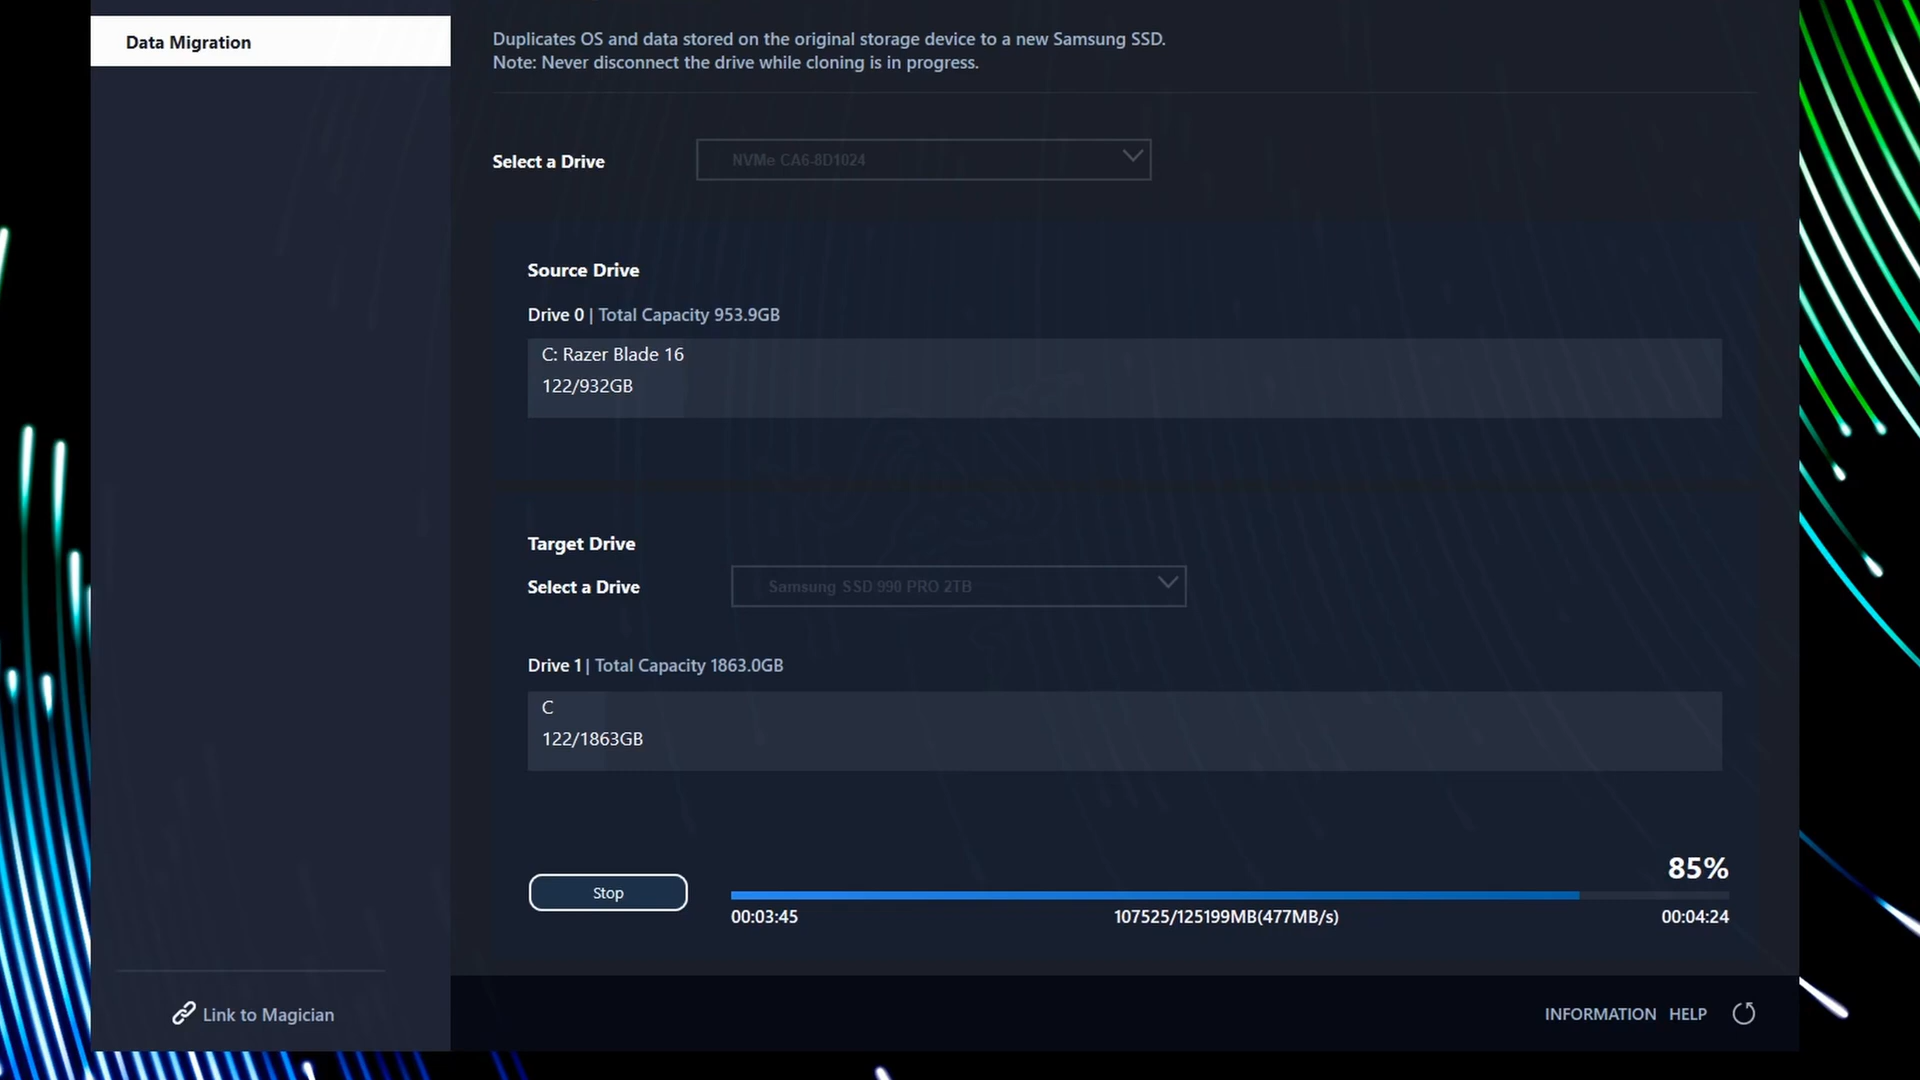 Data Migration
Duplicates OS and data stored on the original storage device to a new Samsung SSD.
Note: Never disconnect the drive while cloning is in progress.
Select a Drive
NVMe CA6-8D1024
Source Drive
Drive 0 | Total Capacity 953.9GB
C: Razer Blade 16
122/932GB
Target Drive
Select a Drive
Samsung SSD 990 PRO 2TB
Drive 1 | Total Capacity 1863.0GB
C
122/1863GB
85%
Stop
00:03:45
107525/125199MB(477MB/s)
00:04:24
Link to Magician
INFORMATION
HELP